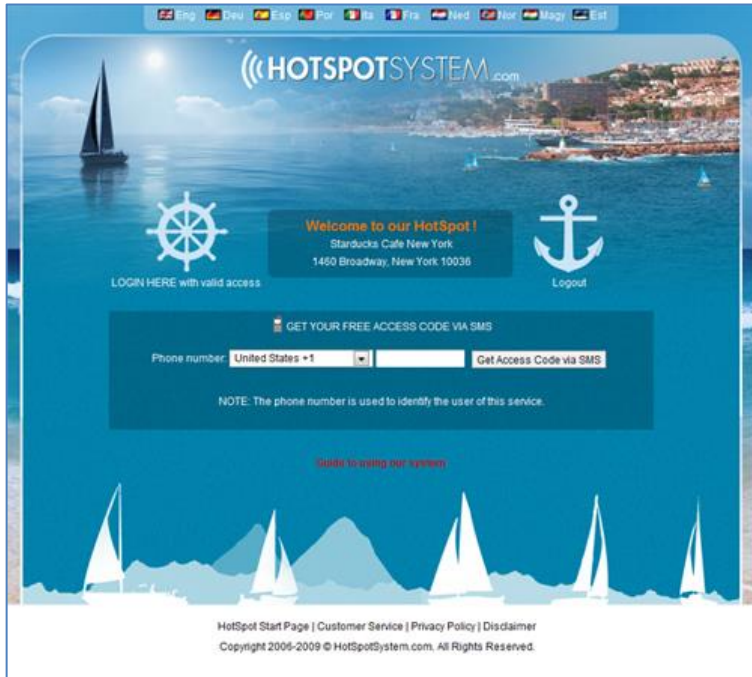 Eng Deu Esp Por Ita Fra Ned Nor Magy Est
HOTSPOTSYSTEM.com
Welcome to our HotSpot !
Starducks Cafe New York
1460 Broadway, New York 10036
LOGIN HERE with valid access
Logout
GET YOUR FREE ACCESS CODE VIA SMS
Phone number: United States +1 Get Access Code via SMS
NOTE: The phone number is used to identify the user of this service.
Guide to using our system
HotSpot Start Page | Customer Service | Privacy Policy | Disclaimer
Copyright 2006-2009 © HotSpotSystem.com. All Rights Reserved.